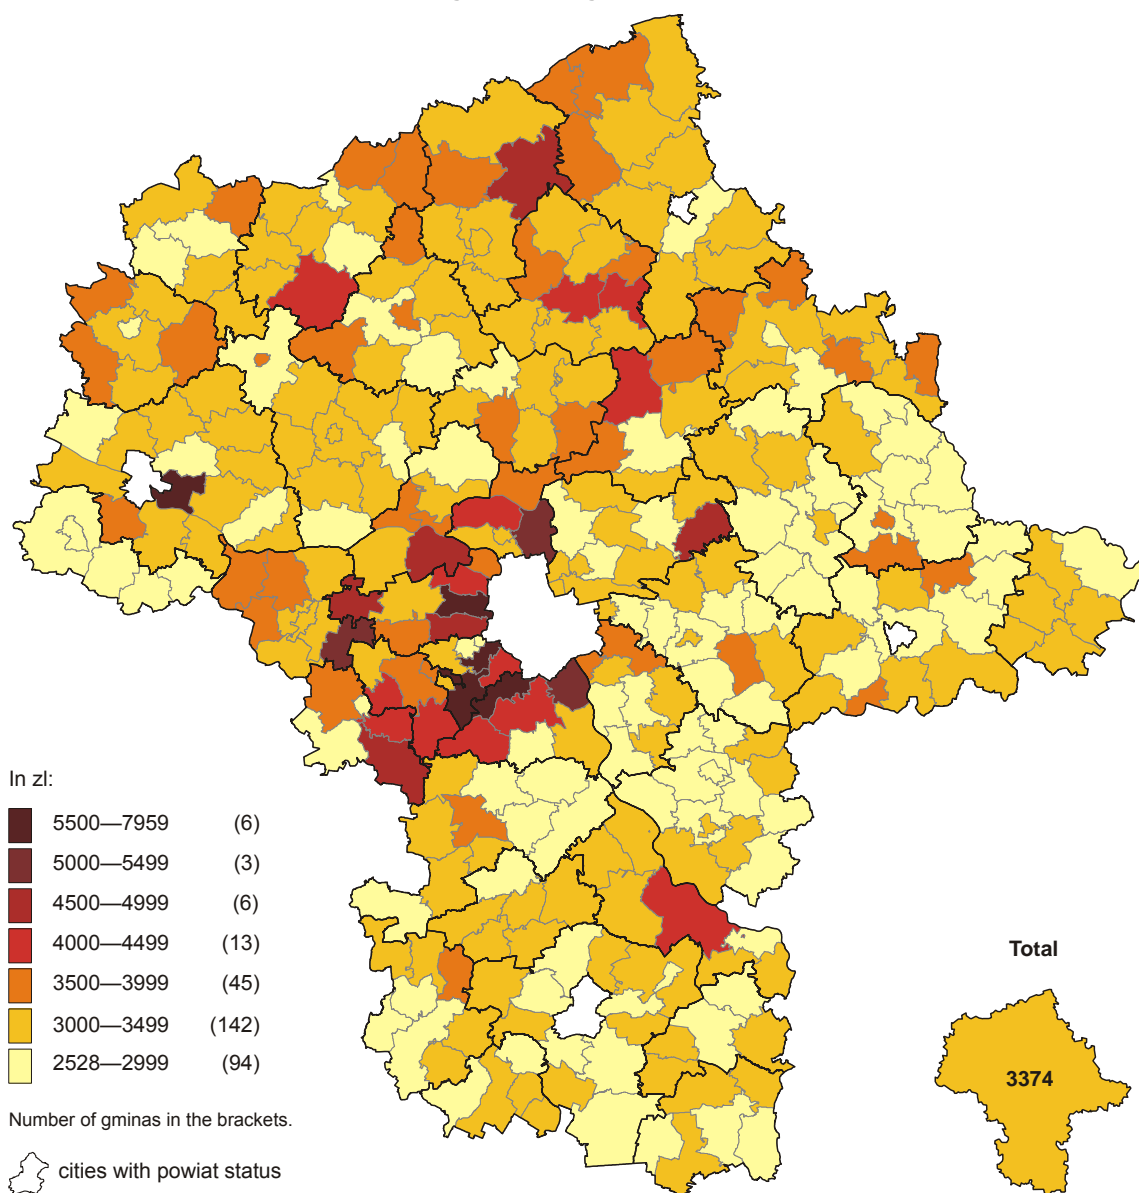 In zl:
5500—7959 (6)
5000—5499 (3)
4500—4999 (6)
4000—4499 (13)
3500—3999 (45)
3000—3499 (142)
2528—2999 (94)
Number of gminas in the brackets.
cities with powiat status
Total
3374